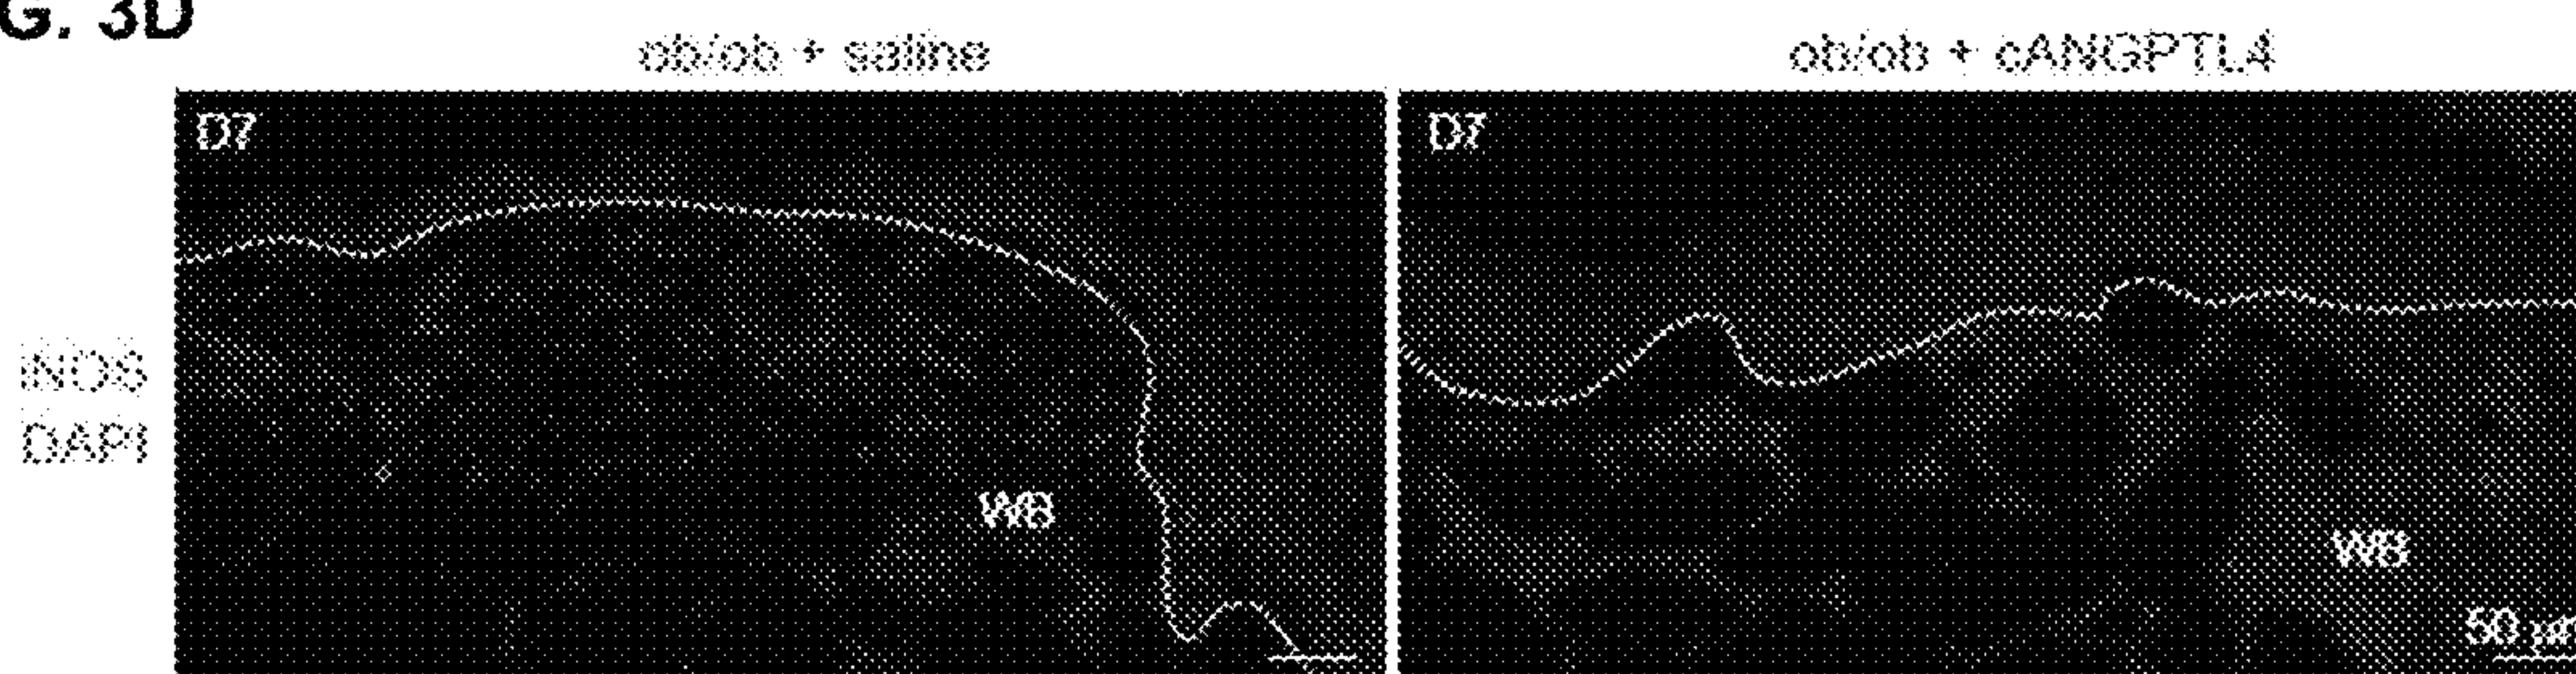 G. 3D
ob/ob + saline
ob/ob + cANGPTL4
D7
D7
iNOS
DAPI
WB
WB
50 µm